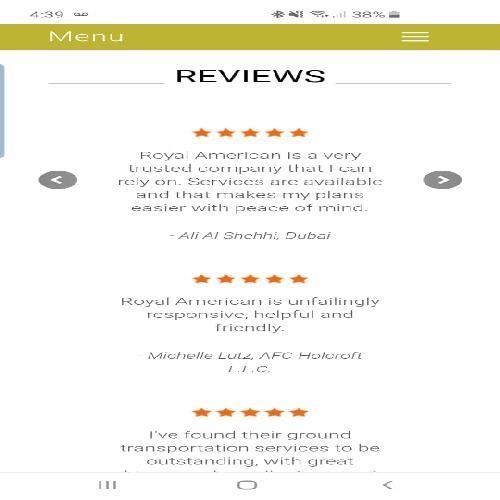 4:39
38%
Menu
REVIEWS
Royal American is a very
trusted company that I can
rely on. Services are available
and that makes my plans
easier with peace of mind.
- Ali Al Shehhi, Dubai
Royal American is unfailingly
responsive, helpful and
friendly.
- Michelle Lutz, AFC-Holcroft
L.L.C.
I've found their ground
transportation services to be
outstanding, with great